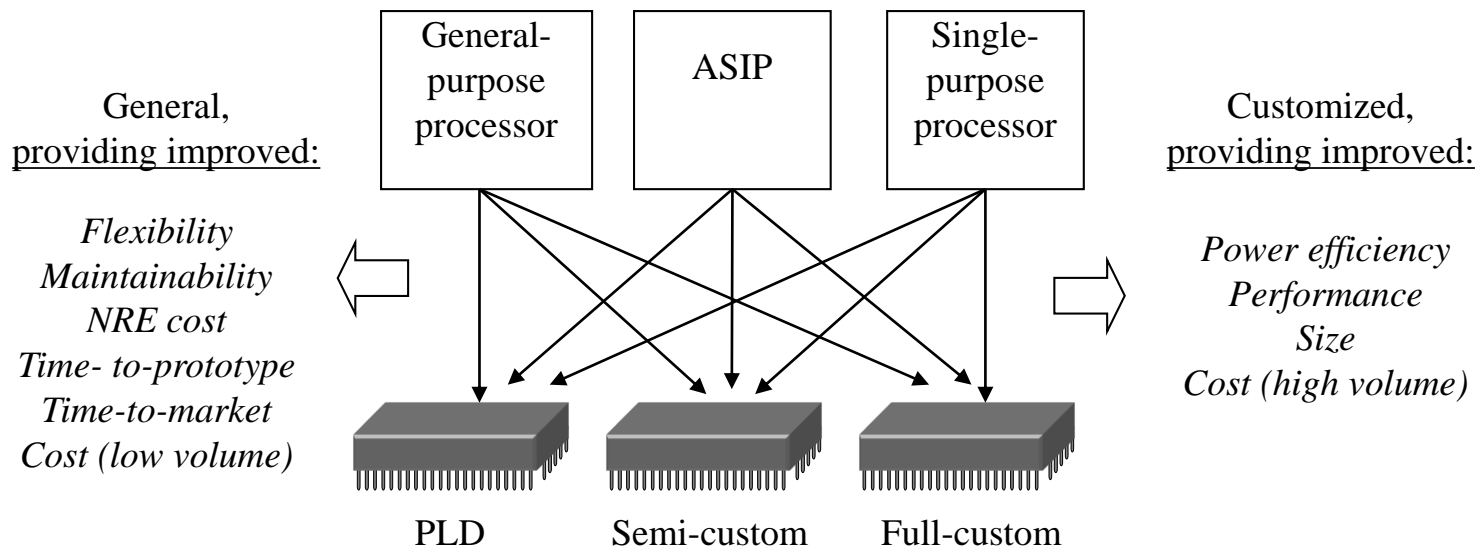 General-
purpose
processor
ASIP
Single-
purpose
processor
General,
providing improved:
Flexibility
Maintainability
NRE cost
Time- to-prototype
Time-to-market
Cost (low volume)
Customized,
providing improved:
Power efficiency
Performance
Size
Cost (high volume)
PLD
Semi-custom
Full-custom